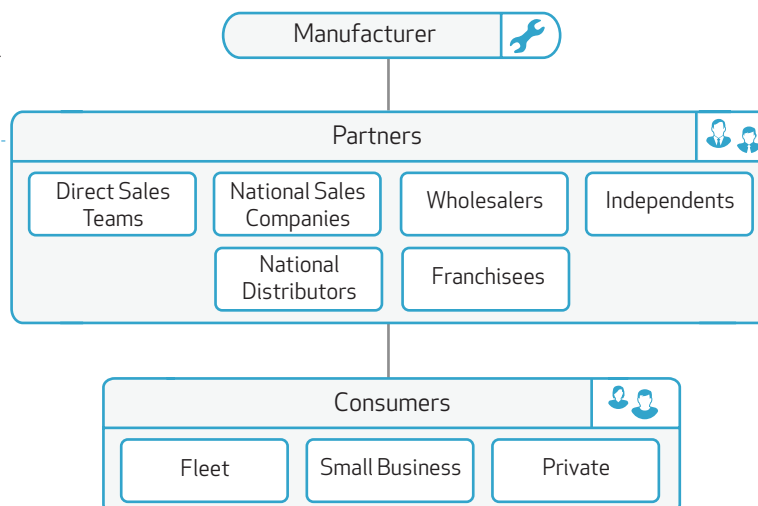 Manufacturer
Partners
Direct Sales
Teams
National Sales
Companies
Wholesalers
Independents
National
Distributors
Franchisees
Consumers
Fleet
Small Business
Private